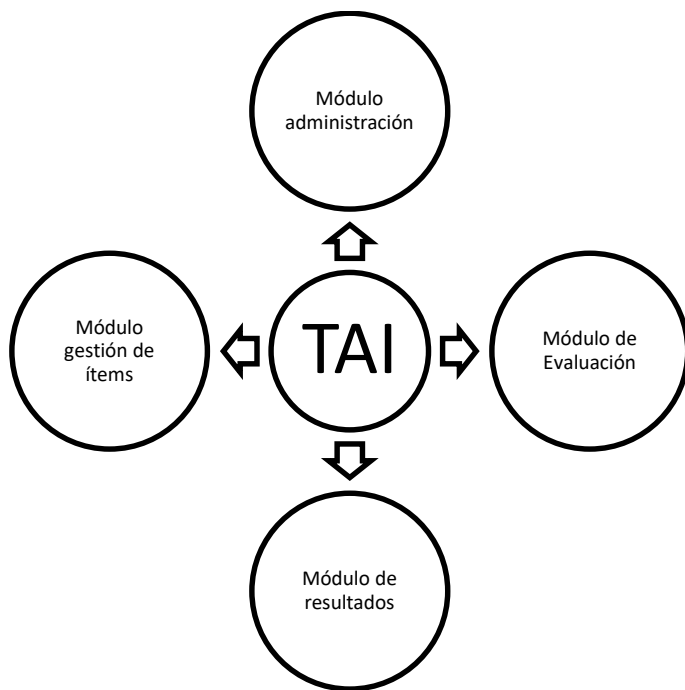 Módulo
administración
Módulo
gestión de
ítems
TAI
Módulo de
Evaluación
Módulo de
resultados